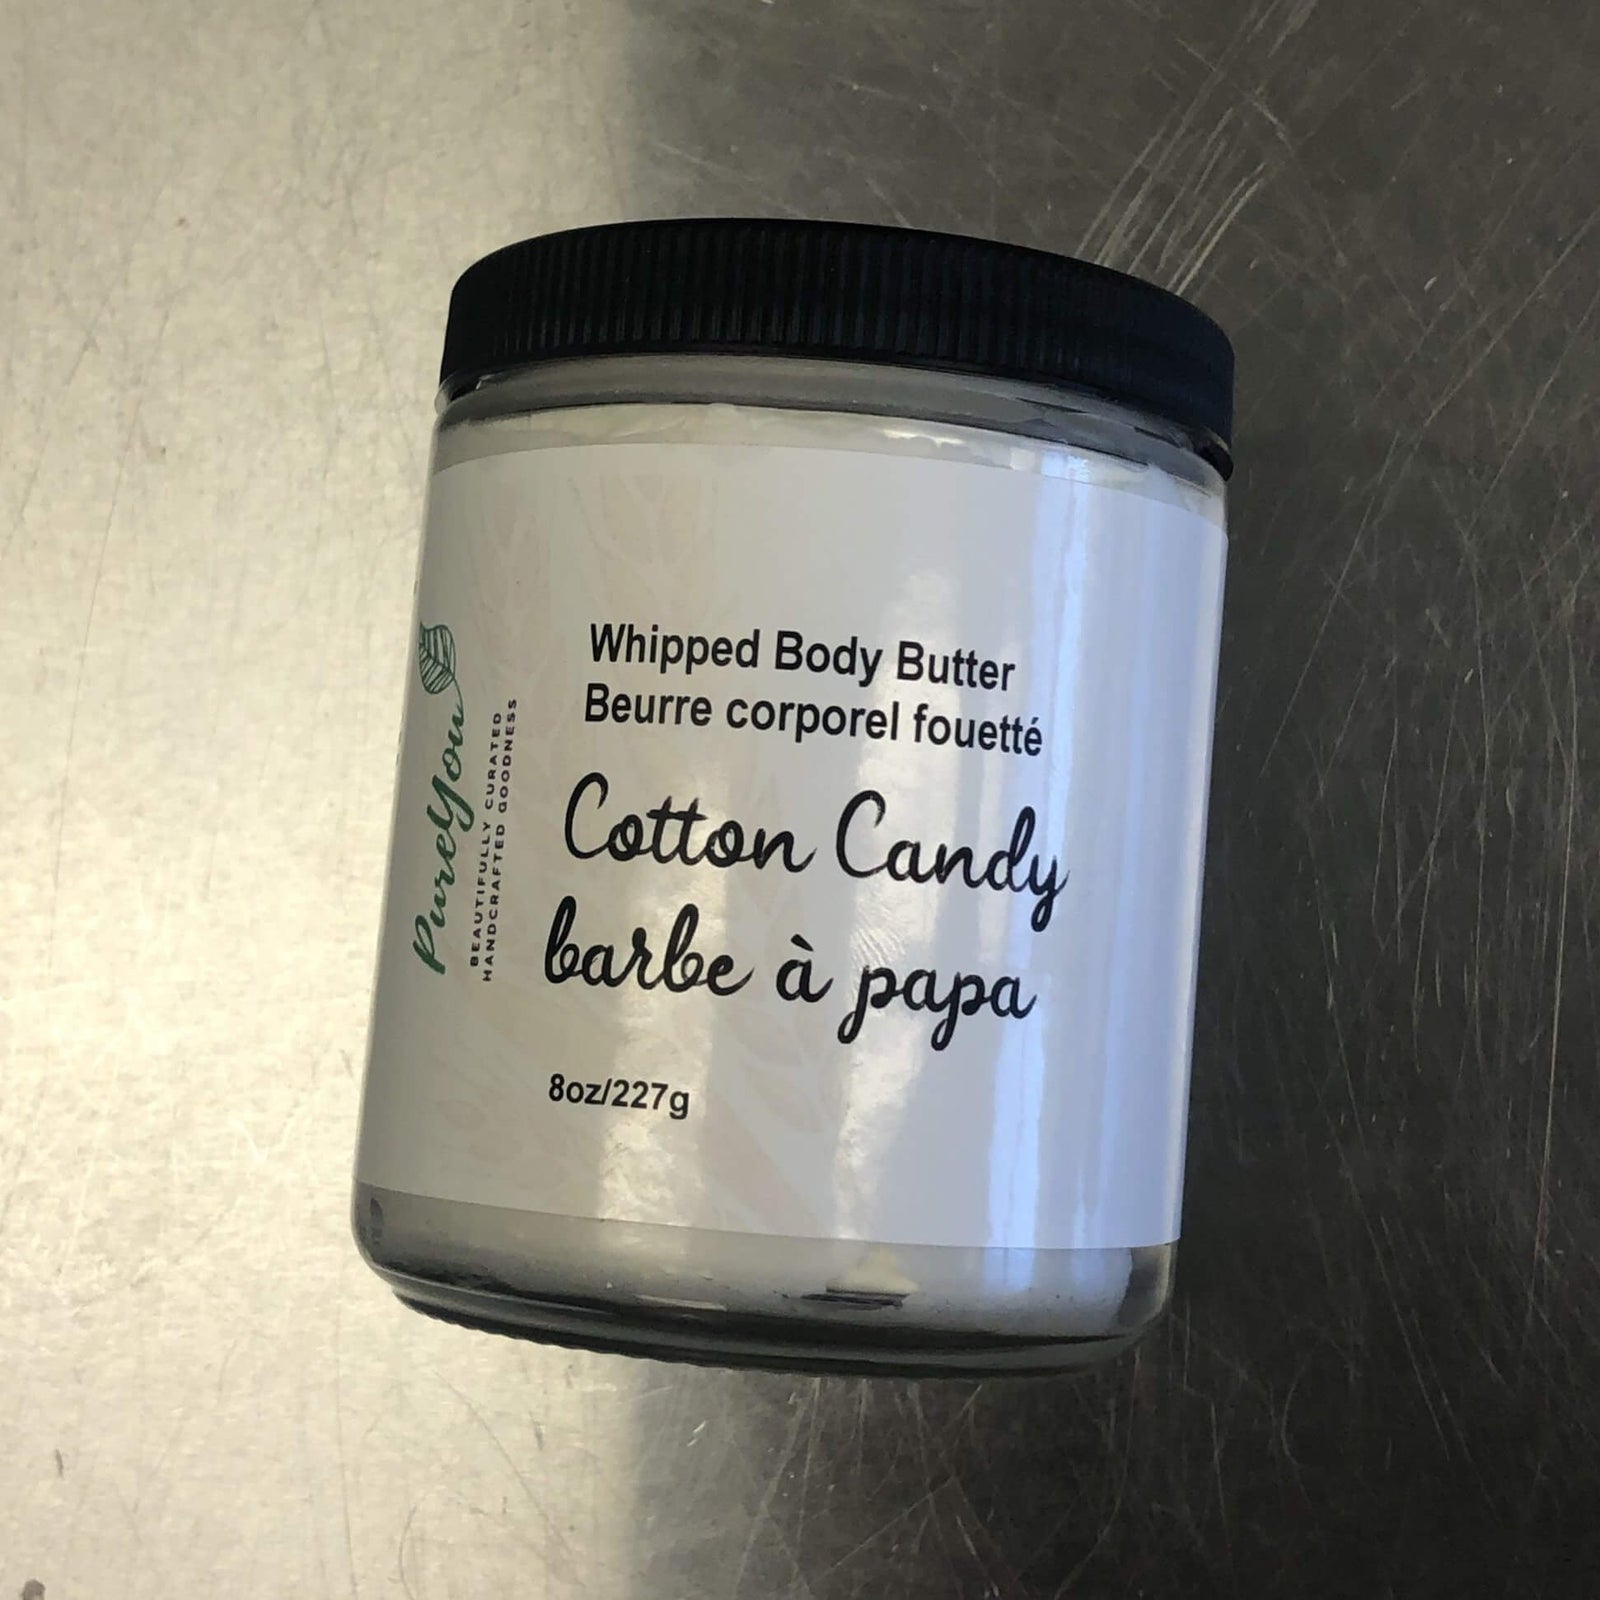 PureYou
BEAUTIFULLY CURATED
HANDCRAFTED GOODNESS
Whipped Body Butter
Beurre corporel fouetté
Cotton Candy
barbe à papa
8oz/227g